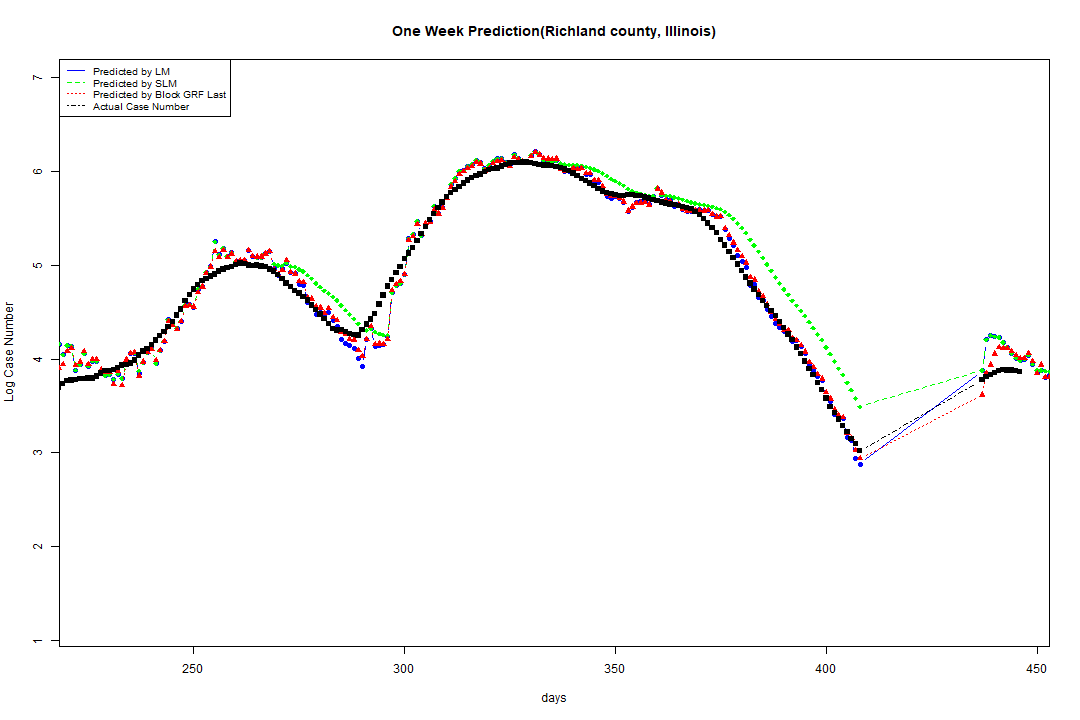 One Week Prediction(Richland county, Illinois)
Predicted by LM
Predicted by SLM
Predicted by Block GRF Last
Actual Case Number
Log Case Number
7
6
5
4
3
2
1
250 300 350 400 450
days